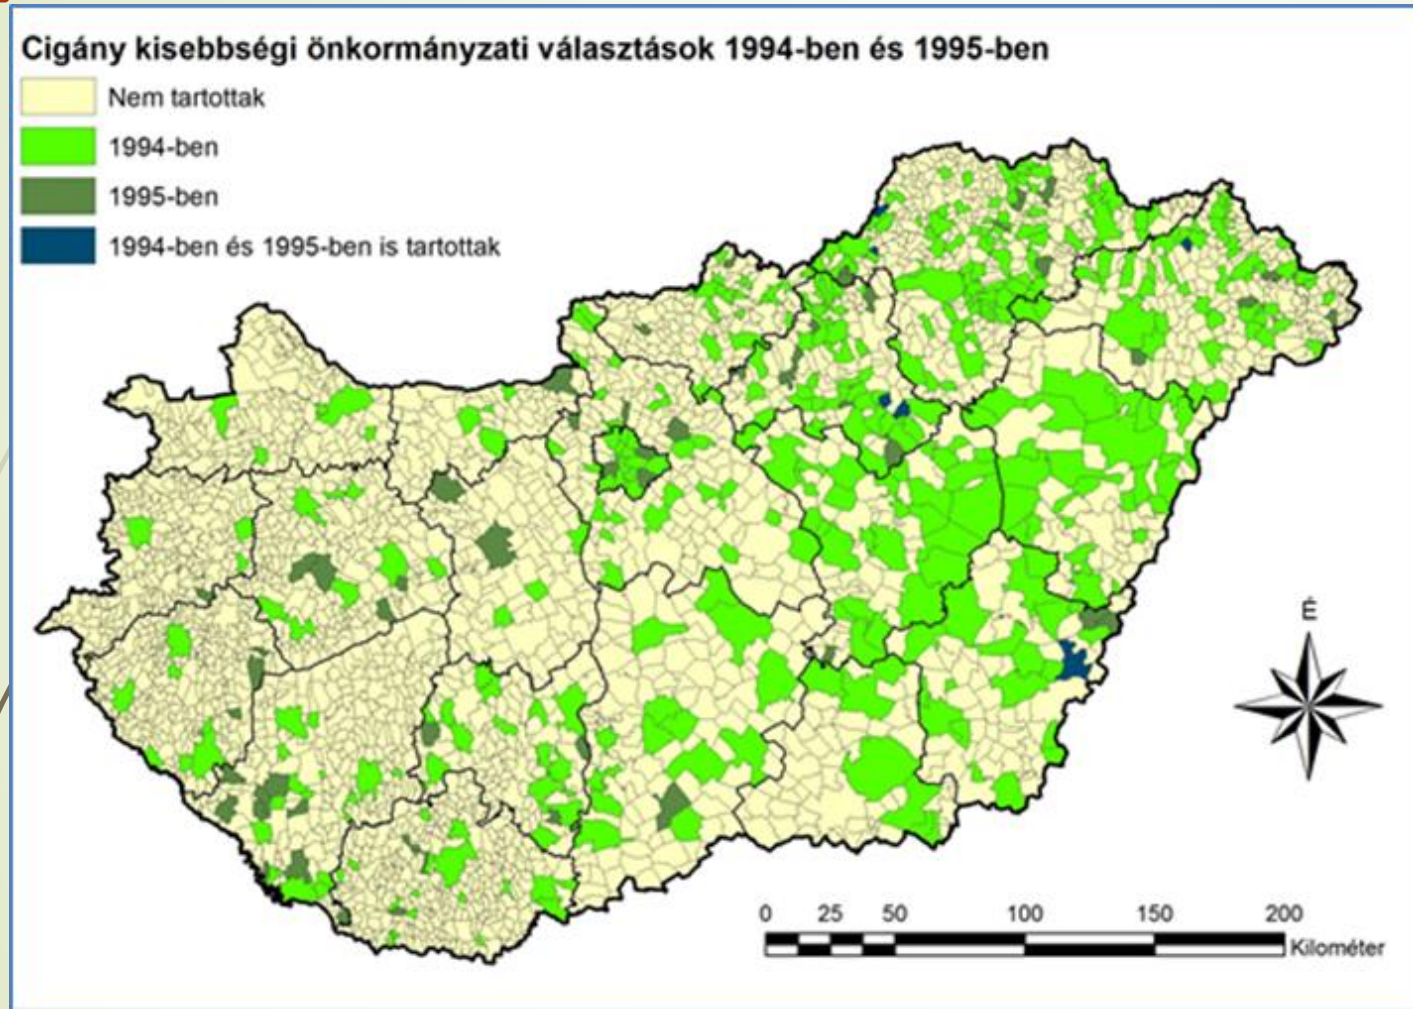 Cigány kisebbségi önkormányzati választások 1994-ben és 1995-ben
Nem tartottak
1994-ben
1995-ben
1994-ben és 1995-ben is tartottak
É
0 25 50 100 150 200
Kilométer